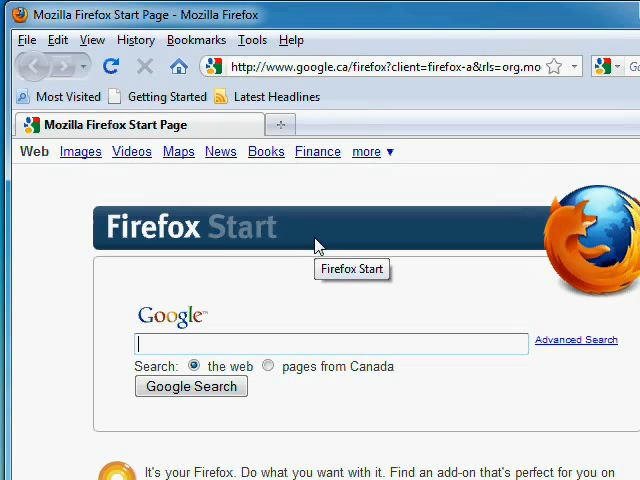 Mozilla Firefox Start Page - Mozilla Firefox
File Edit View History Bookmarks Tools Help
http://www.google.ca/firefox?client=firefox-a&rls=org.mo
Most Visited Getting Started Latest Headlines
Mozilla Firefox Start Page
Web Images Videos Maps News Books Finance more ▼
Firefox Start
Firefox Start
Google™
Advanced Search
Search: the web pages from Canada
Google Search
It's your Firefox. Do what you want with it. Find an add-on that's perfect for you on